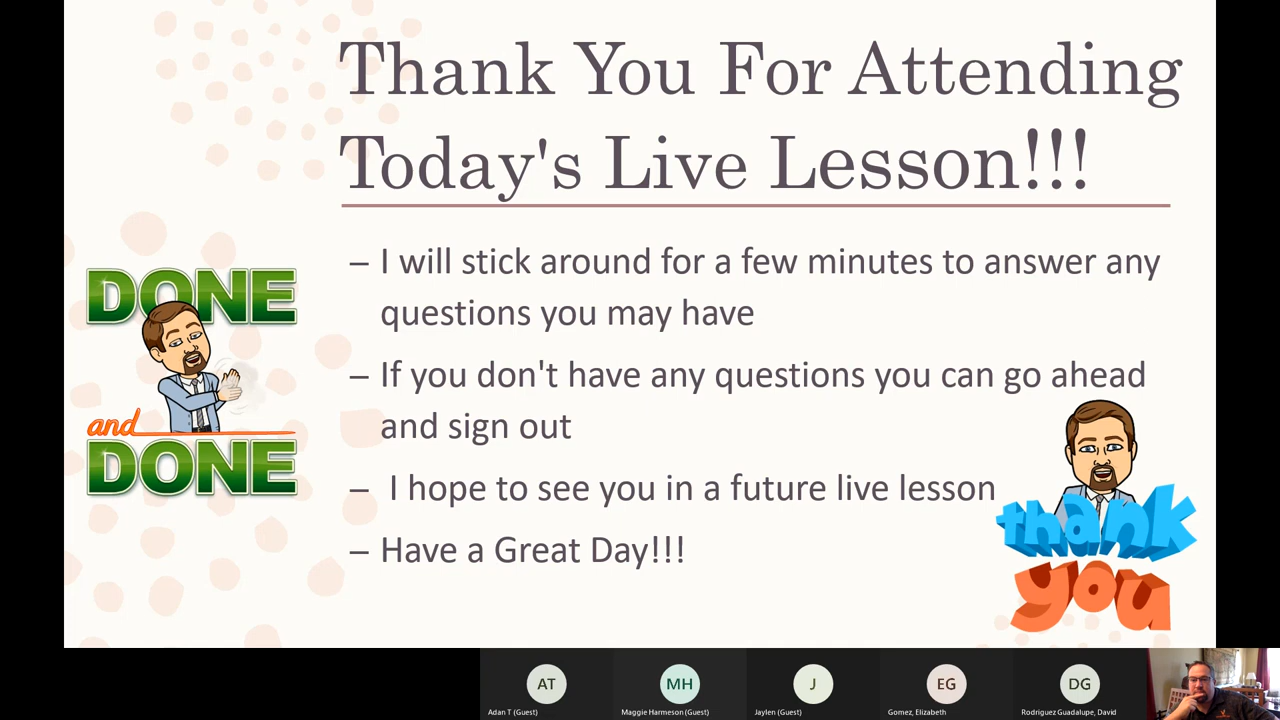 Thank You For Attending
Today's Live Lesson!!!
– I will stick around for a few minutes to answer any
questions you may have
– If you don't have any questions you can go ahead
and sign out
– I hope to see you in a future live lesson
– Have a Great Day!!!
DONE
and
DONE
thank
you
AT
MH
J
EG
DG
Adan T (Guest)
Maggie Harmeson (Guest)
Jaylen (Guest)
Gomez, Elizabeth
Rodriguez Guadalupe, David